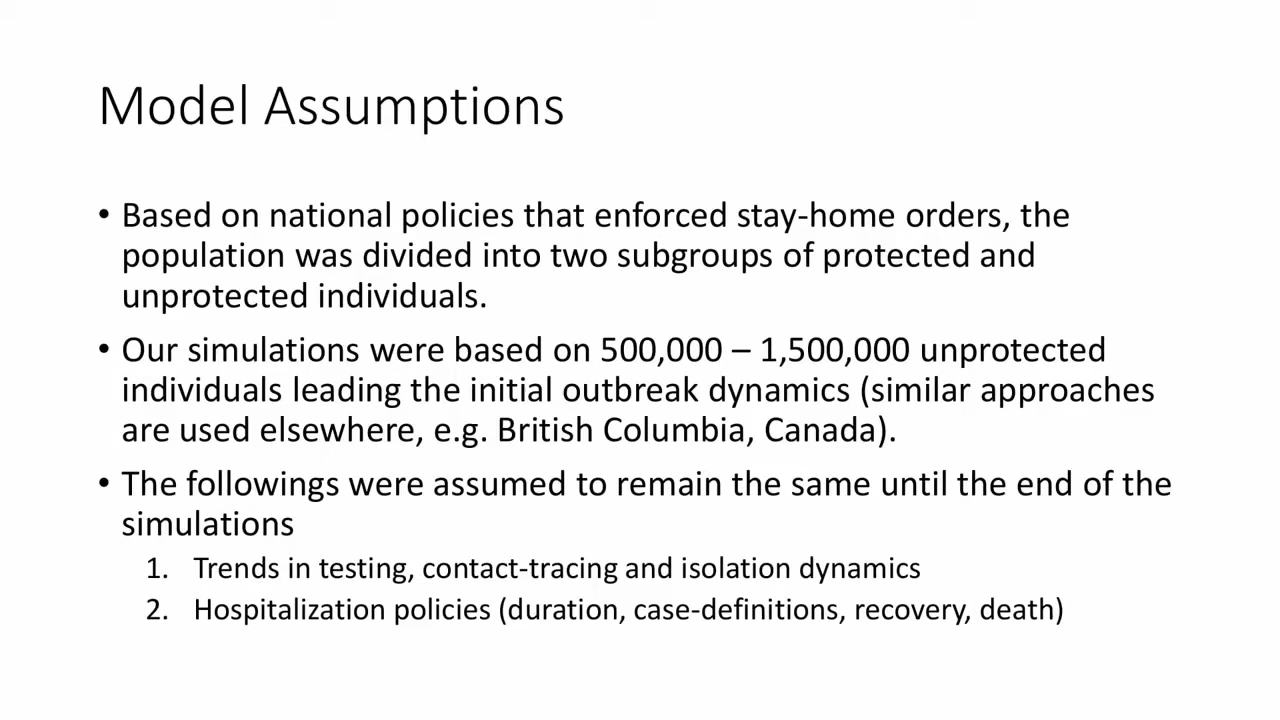 Model Assumptions
• Based on national policies that enforced stay-home orders, the
population was divided into two subgroups of protected and
unprotected individuals.
• Our simulations were based on 500,000 – 1,500,000 unprotected
individuals leading the initial outbreak dynamics (similar approaches
are used elsewhere, e.g. British Columbia, Canada).
• The followings were assumed to remain the same until the end of the
simulations
1. Trends in testing, contact-tracing and isolation dynamics
2. Hospitalization policies (duration, case-definitions, recovery, death)